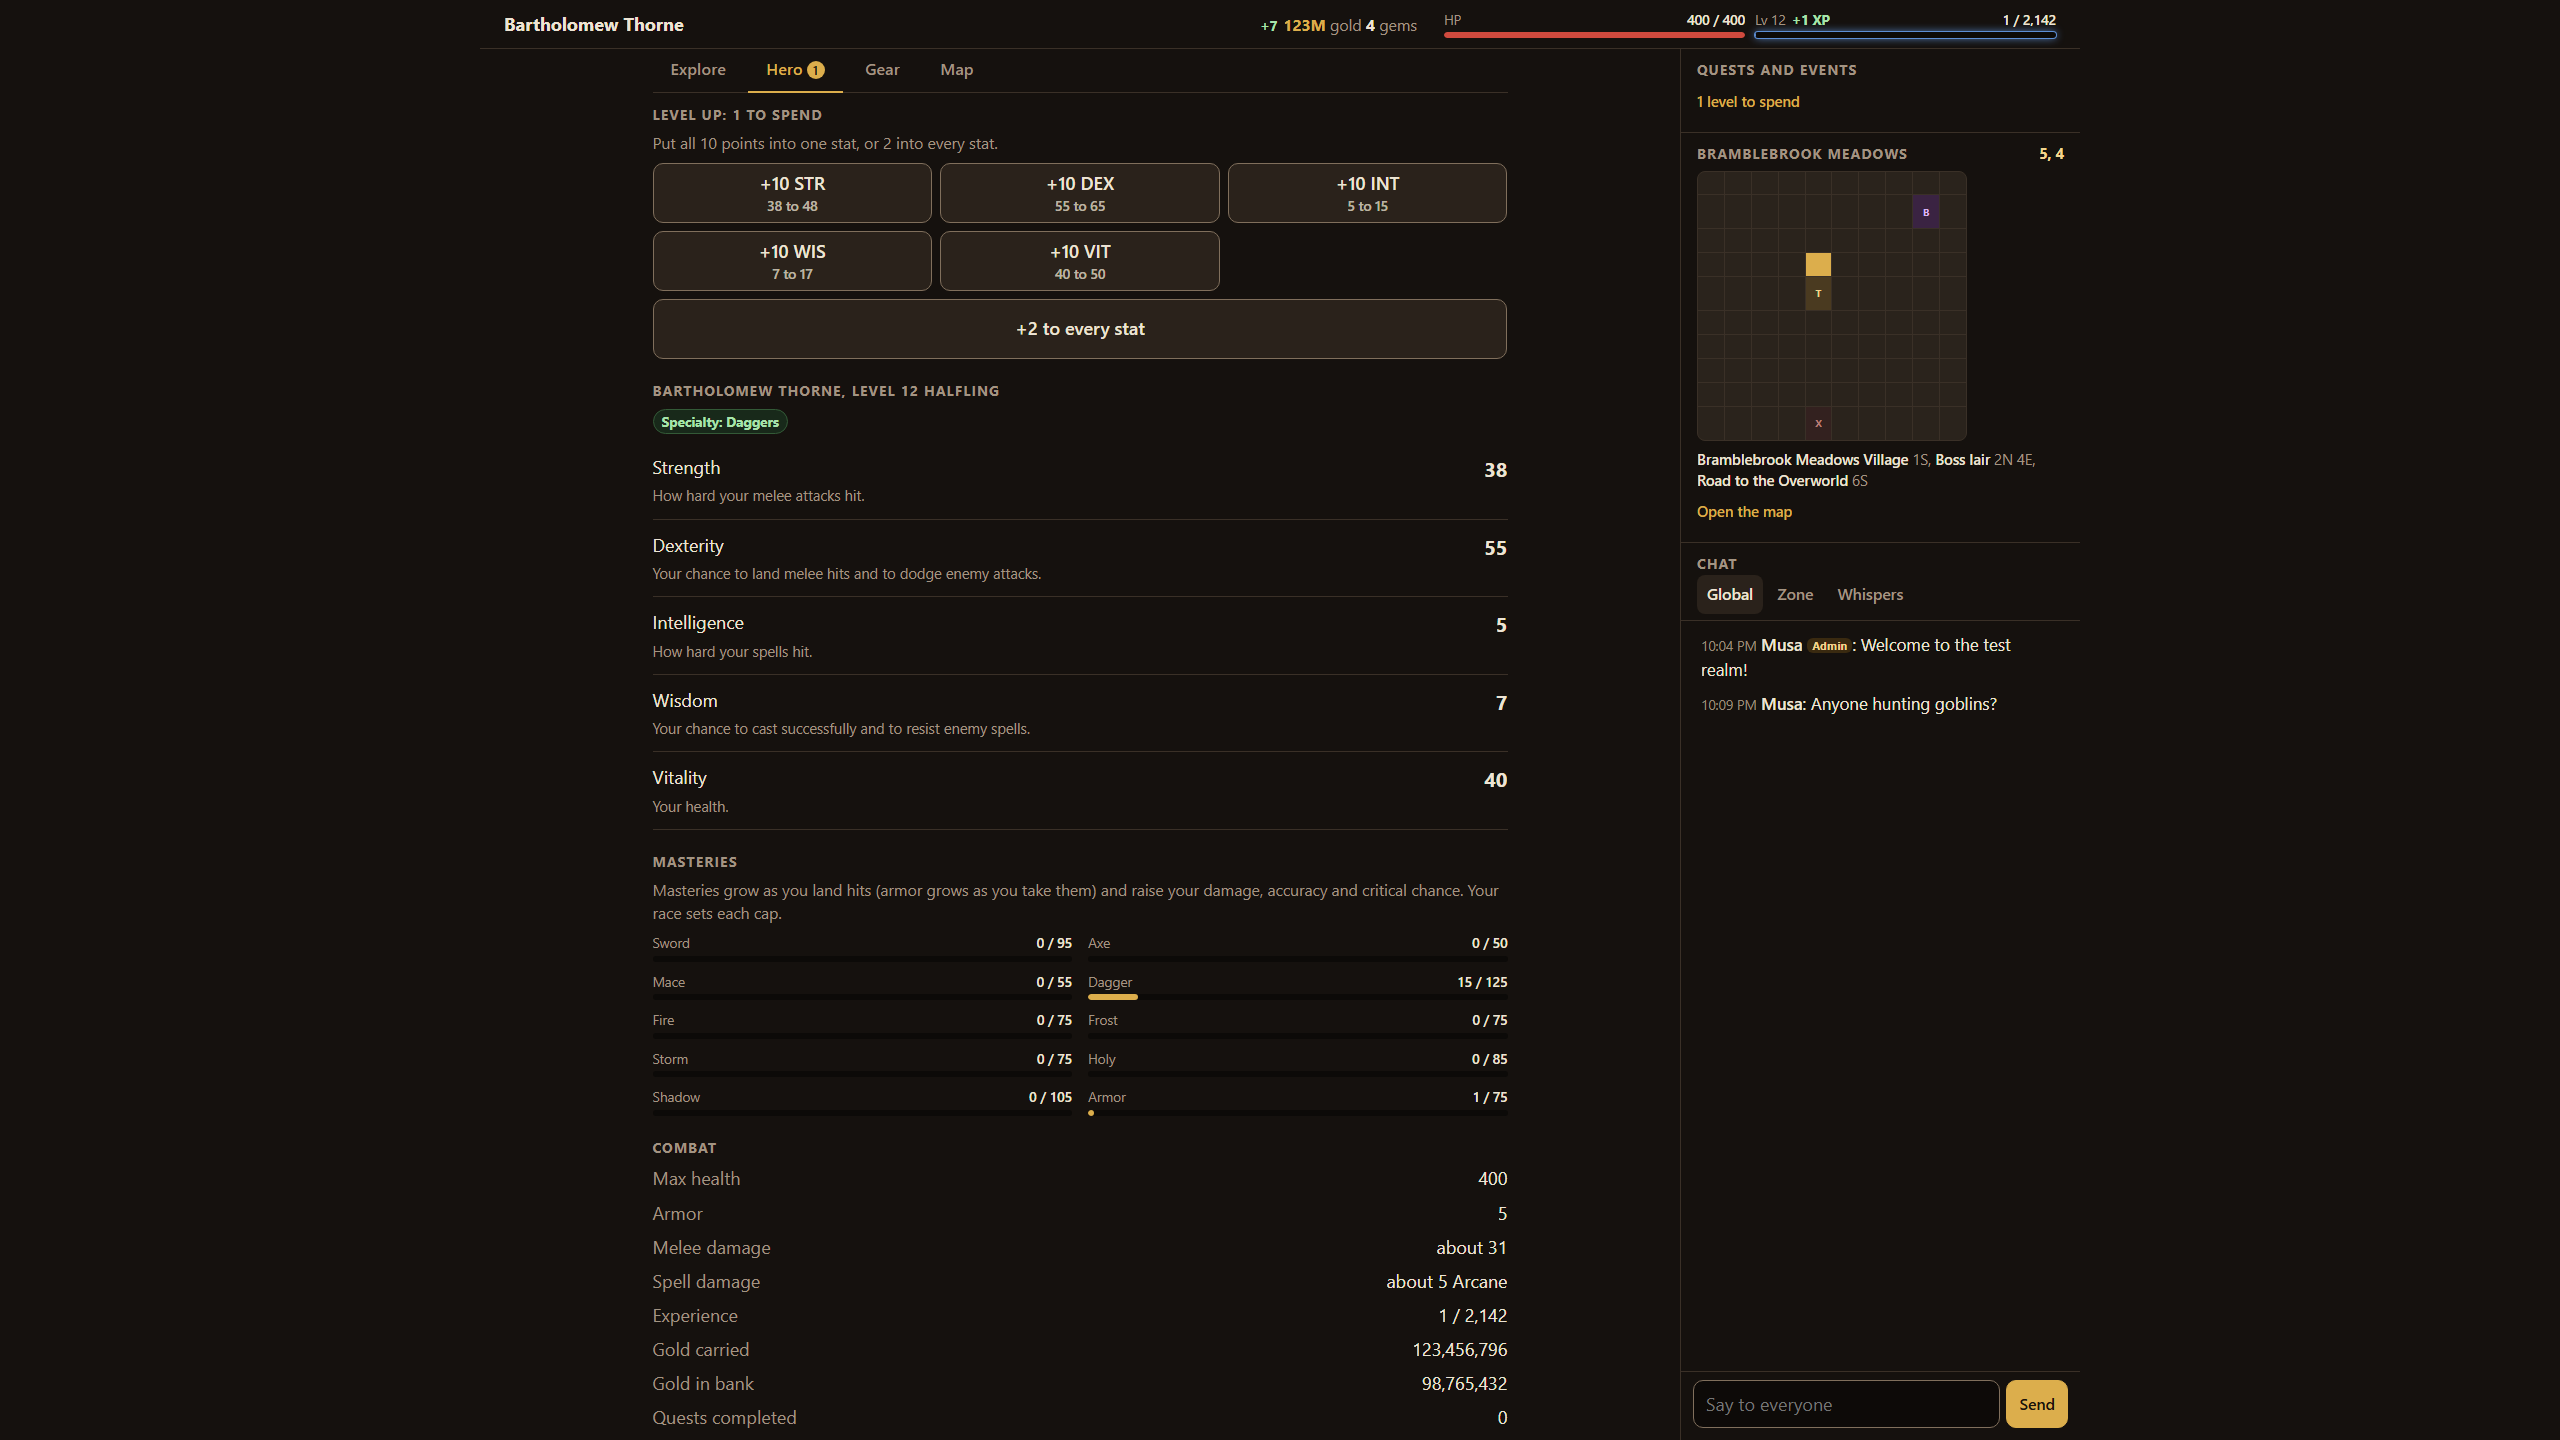 Bartholomew Thorne
+7 123M gold 4 gems
HP 400 / 400
Lv 12 +1 XP 1 / 2,142
Explore
Hero 1
Gear
Map
LEVEL UP: 1 TO SPEND
Put all 10 points into one stat, or 2 into every stat.
+10 STR
38 to 48
+10 DEX
55 to 65
+10 INT
5 to 15
+10 WIS
7 to 17
+10 VIT
40 to 50
+2 to every stat
BARTHOLOMEW THORNE, LEVEL 12 HALFLING
Specialty: Daggers
Strength 38
How hard your melee attacks hit.
Dexterity 55
Your chance to land melee hits and to dodge enemy attacks.
Intelligence 5
How hard your spells hit.
Wisdom 7
Your chance to cast successfully and to resist enemy spells.
Vitality 40
Your health.
MASTERIES
Masteries grow as you land hits (armor grows as you take them) and raise your damage, accuracy and critical chance. Your
race sets each cap.
Sword 0 / 95
Axe 0 / 50
Mace 0 / 55
Dagger 15 / 125
Fire 0 / 75
Frost 0 / 75
Storm 0 / 75
Holy 0 / 85
Shadow 0 / 105
Armor 1 / 75
COMBAT
Max health 400
Armor 5
Melee damage about 31
Spell damage about 5 Arcane
Experience 1 / 2,142
Gold carried 123,456,796
Gold in bank 98,765,432
Quests completed 0
QUESTS AND EVENTS
1 level to spend
BRAMBLEBROOK MEADOWS 5, 4
B
T
X
Bramblebrook Meadows Village 1S, Boss lair 2N 4E,
Road to the Overworld 6S
Open the map
CHAT
Global
Zone
Whispers
10:04 PM Musa Admin: Welcome to the test
realm!
10:09 PM Musa: Anyone hunting goblins?
Say to everyone
Send